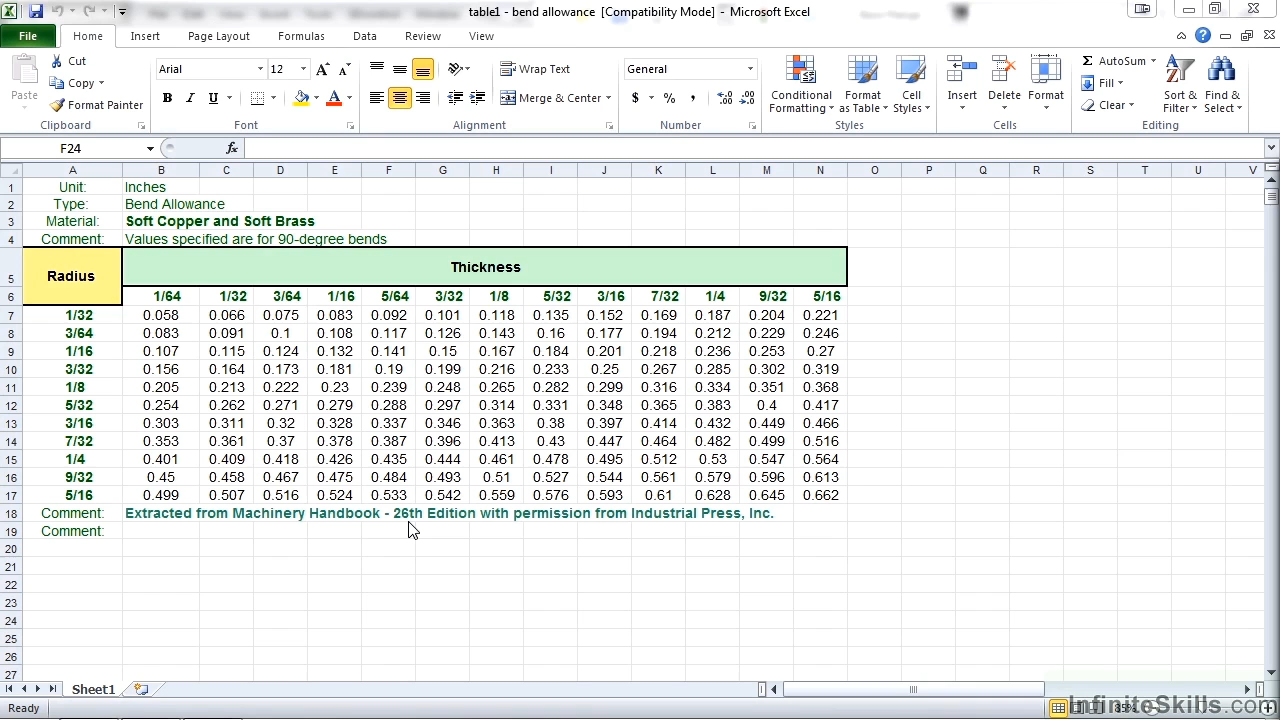 table1 - bend allowance [Compatibility Mode] - Microsoft Excel
File Home Insert Page Layout Formulas Data Review View
Cut
Copy
Format Painter
Paste
Clipboard
Arial 12
B I U
Font
Wrap Text
Merge & Center
Alignment
General
$ % ,
Number
Conditional Formatting
Format as Table
Cell Styles
Styles
Insert
Delete
Format
Cells
Σ AutoSum
Fill
Clear
Sort & Filter
Find & Select
Editing
F24 fx
A B C D E F G H I J K L M N O P Q R S T U V
1 Unit: Inches
2 Type: Bend Allowance
3 Material: Soft Copper and Soft Brass
4 Comment: Values specified are for 90-degree bends
5 Radius Thickness
6 1/64 1/32 3/64 1/16 5/64 3/32 1/8 5/32 3/16 7/32 1/4 9/32 5/16
7 1/32 0.058 0.066 0.075 0.083 0.092 0.101 0.118 0.135 0.152 0.169 0.187 0.204 0.221
8 3/64 0.083 0.091 0.1 0.108 0.117 0.126 0.143 0.16 0.177 0.194 0.212 0.229 0.246
9 1/16 0.107 0.115 0.124 0.132 0.141 0.15 0.167 0.184 0.201 0.218 0.236 0.253 0.27
10 3/32 0.156 0.164 0.173 0.181 0.19 0.199 0.216 0.233 0.25 0.267 0.285 0.302 0.319
11 1/8 0.205 0.213 0.222 0.23 0.239 0.248 0.265 0.282 0.299 0.316 0.334 0.351 0.368
12 5/32 0.254 0.262 0.271 0.279 0.288 0.297 0.314 0.331 0.348 0.365 0.383 0.4 0.417
13 3/16 0.303 0.311 0.32 0.328 0.337 0.346 0.363 0.38 0.397 0.414 0.432 0.449 0.466
14 7/32 0.353 0.361 0.37 0.378 0.387 0.396 0.413 0.43 0.447 0.464 0.482 0.499 0.516
15 1/4 0.401 0.409 0.418 0.426 0.435 0.444 0.461 0.478 0.495 0.512 0.53 0.547 0.564
16 9/32 0.45 0.458 0.467 0.475 0.484 0.493 0.51 0.527 0.544 0.561 0.579 0.596 0.613
17 5/16 0.499 0.507 0.516 0.524 0.533 0.542 0.559 0.576 0.593 0.61 0.628 0.645 0.662
18 Comment: Extracted from Machinery Handbook - 26th Edition with permission from Industrial Press, Inc.
19 Comment:
20
21
22
23
24
25
26
27
Sheet1
Ready
InfiniteSkills.com